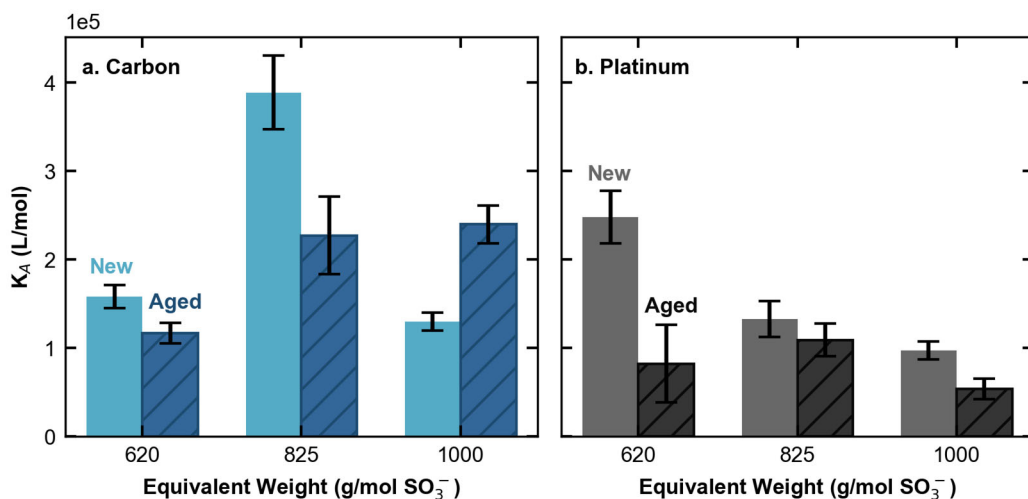 1e5
a. Carbon
b. Platinum
4
3
2
1
0
K_A (L/mol)
New
Aged
New
Aged
620
825
1000
620
825
1000
Equivalent Weight (g/mol SO₃⁻)
Equivalent Weight (g/mol SO₃⁻)